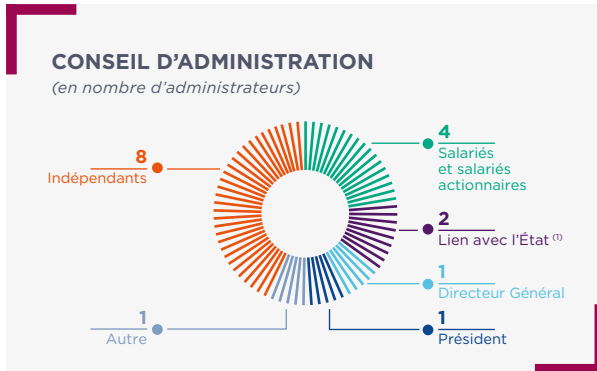 CONSEIL D’ADMINISTRATION
(en nombre d’administrateurs)
8
Indépendants
4
Salariés
et salariés
actionnaires
2
Lien avec l’État (1)
1
Directeur Général
1
Autre
1
Président